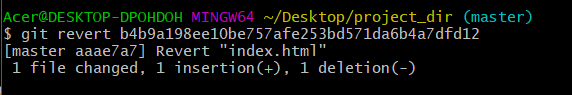 Acer@DESKTOP-DPOHDOH MINGW64 ~/Desktop/project_dir (master)
$ git revert b4b9a198ee10be757afe253bd571da6b4a7dfd12
[master aaae7a7] Revert "index.html"
1 file changed, 1 insertion(+), 1 deletion(-)